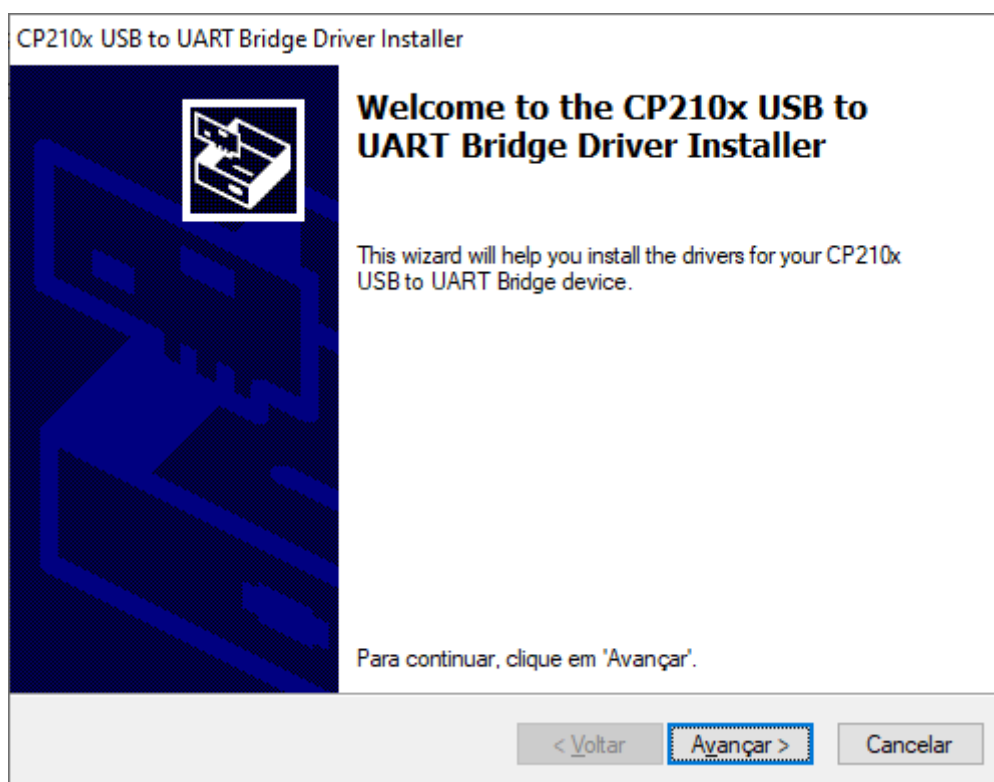 CP210x USB to UART Bridge Driver Installer
Welcome to the CP210x USB to
UART Bridge Driver Installer
This wizard will help you install the drivers for your CP210x
USB to UART Bridge device.
Para continuar, clique em 'Avançar'.
< Voltar
Avançar >
Cancelar